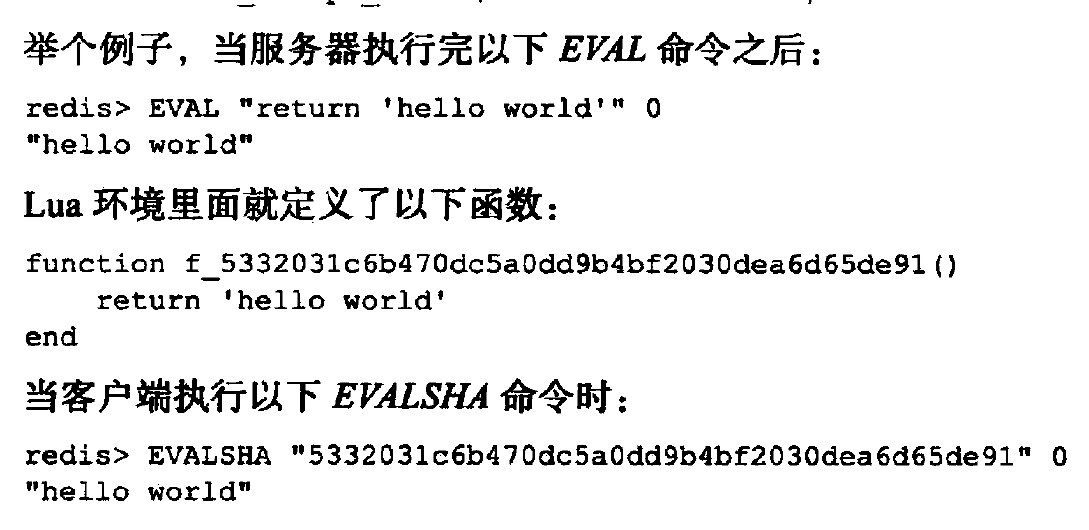 举个例子，当服务器执行完以下 EVAL 命令之后：
redis> EVAL "return 'hello world'" 0
"hello world"
Lua 环境里面就定义了以下函数：
function f_5332031c6b470dc5a0dd9b4bf2030dea6d65de91()
    return 'hello world'
end
当客户端执行以下 EVALSHA 命令时：
redis> EVALSHA "5332031c6b470dc5a0dd9b4bf2030dea6d65de91" 0
"hello world"